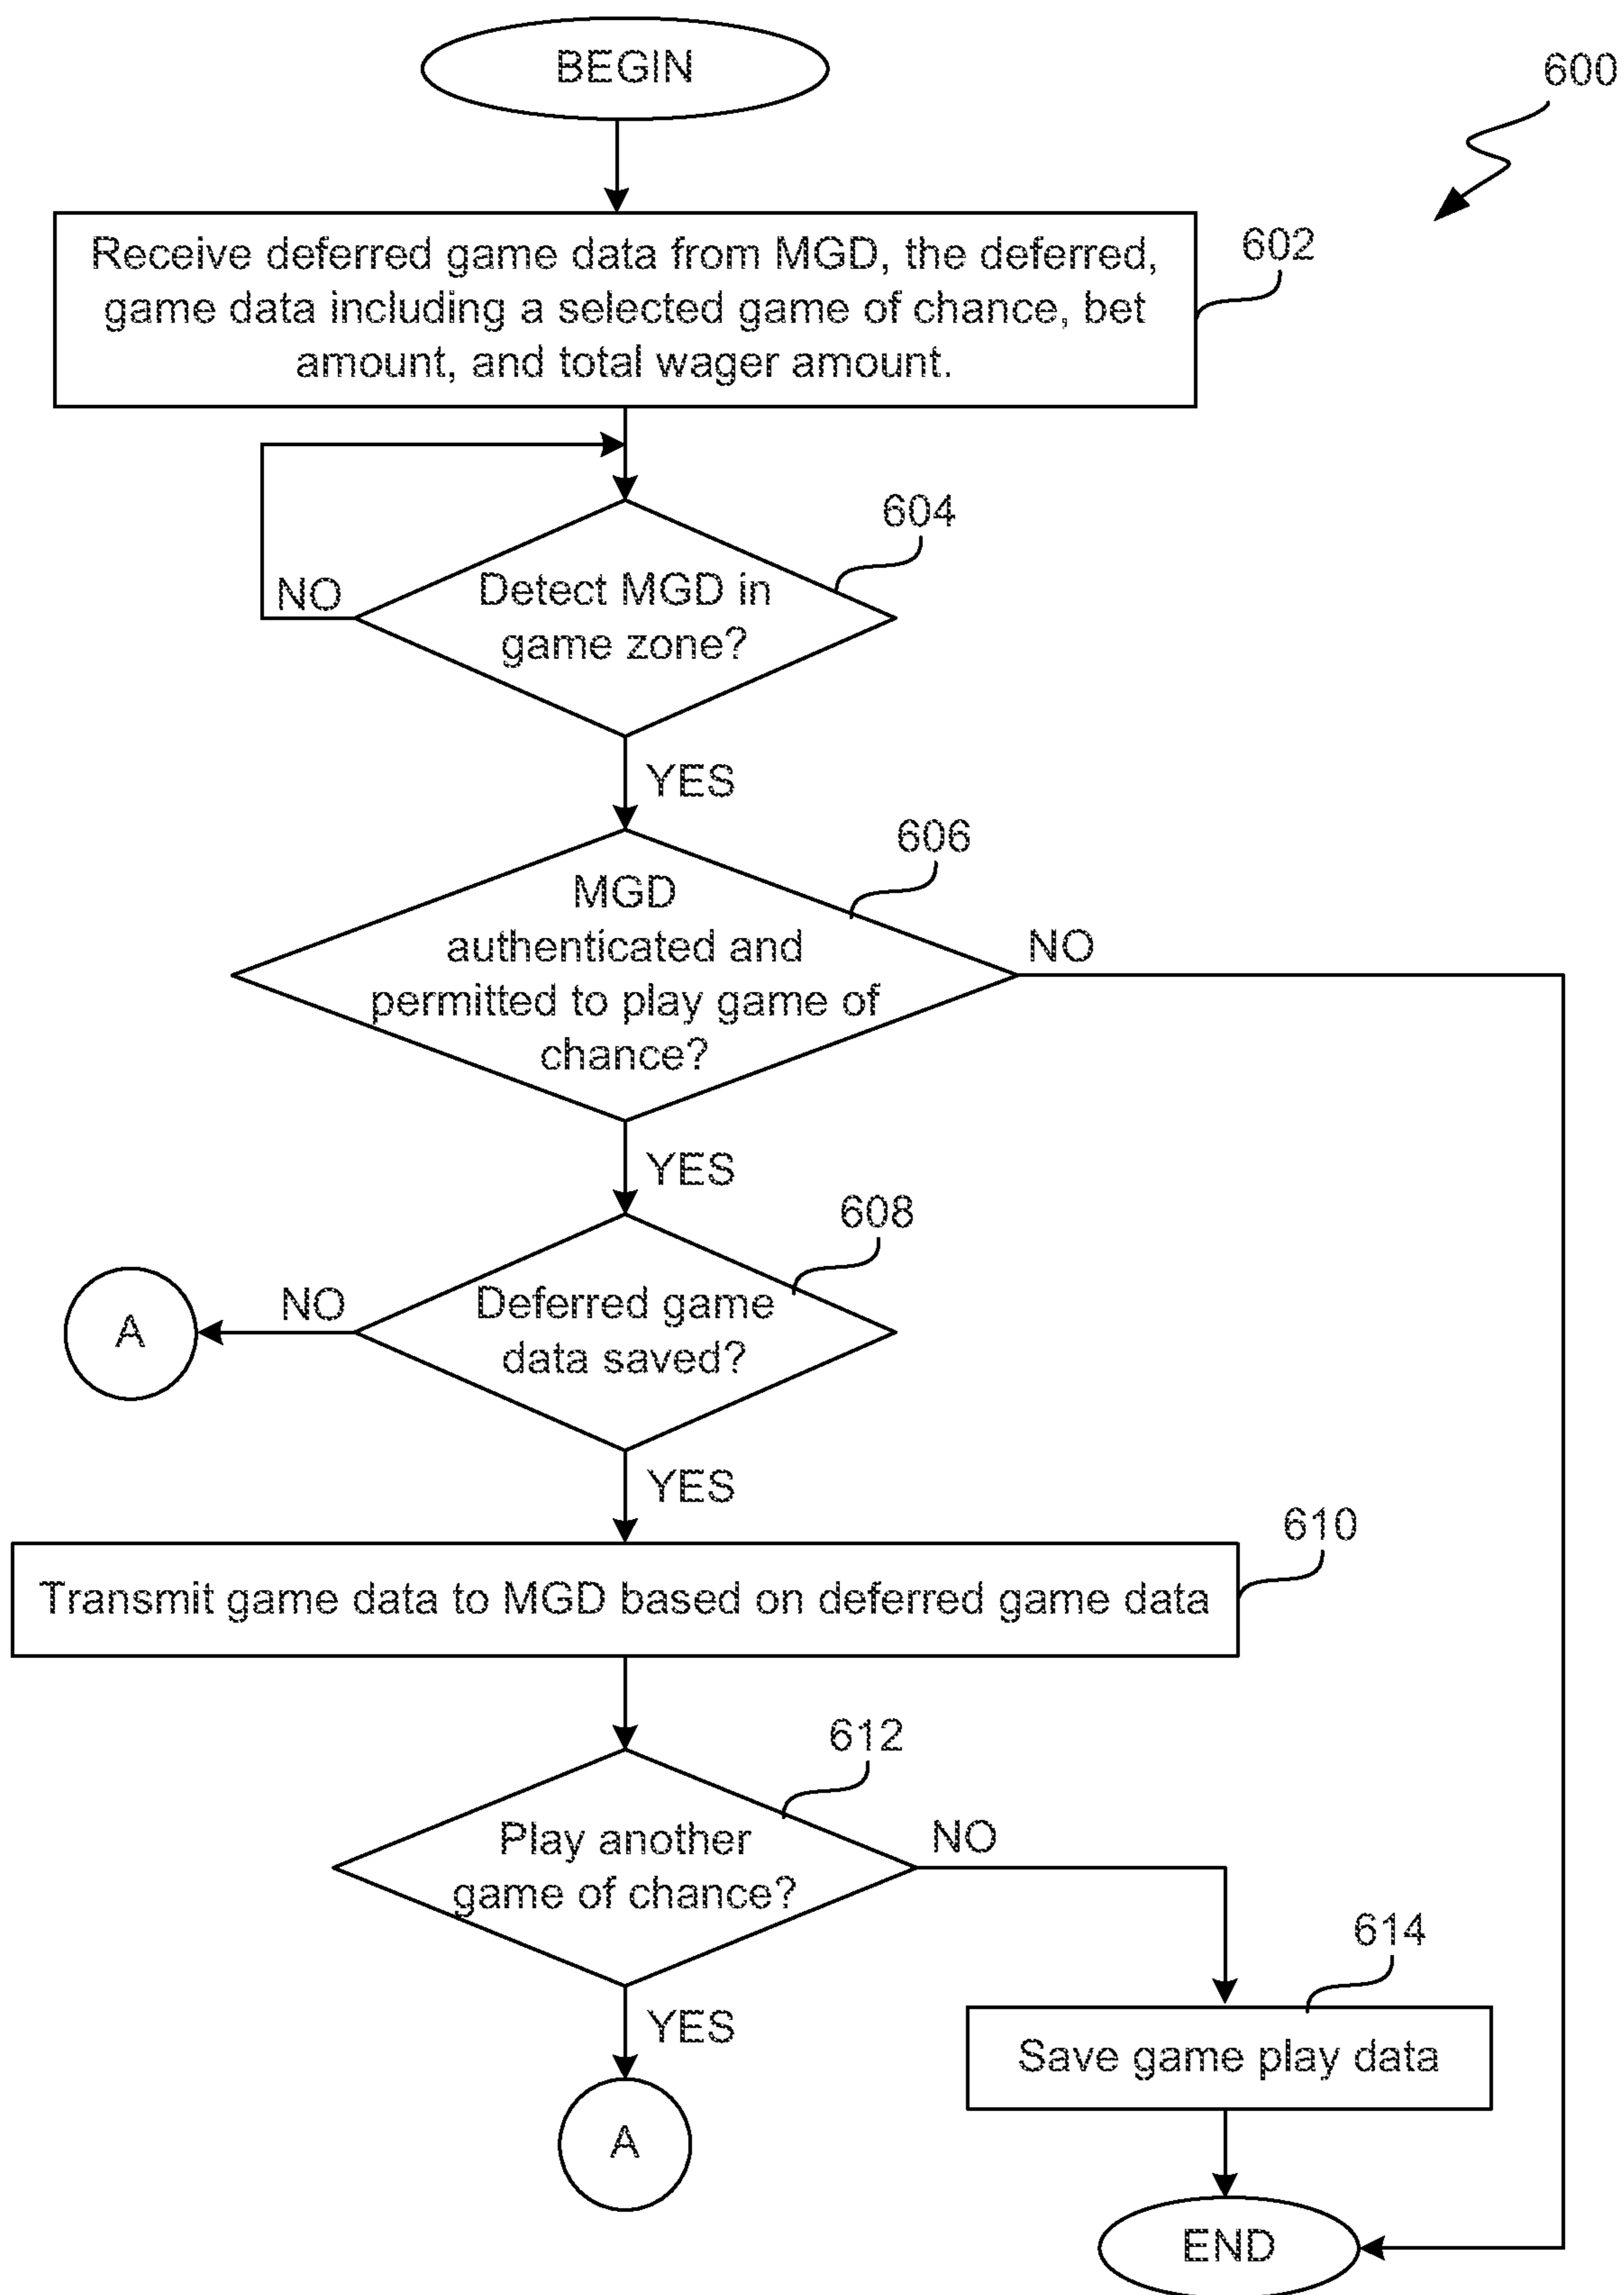 BEGIN
600
Receive deferred game data from MGD, the deferred,
game data including a selected game of chance, bet
amount, and total wager amount.
602
604
Detect MGD in
game zone?
NO
YES
606
MGD
authenticated and
permitted to play game of
chance?
NO
YES
608
Deferred game
data saved?
NO
A
YES
610
Transmit game data to MGD based on deferred game data
612
Play another
game of chance?
NO
YES
614
Save game play data
A
END